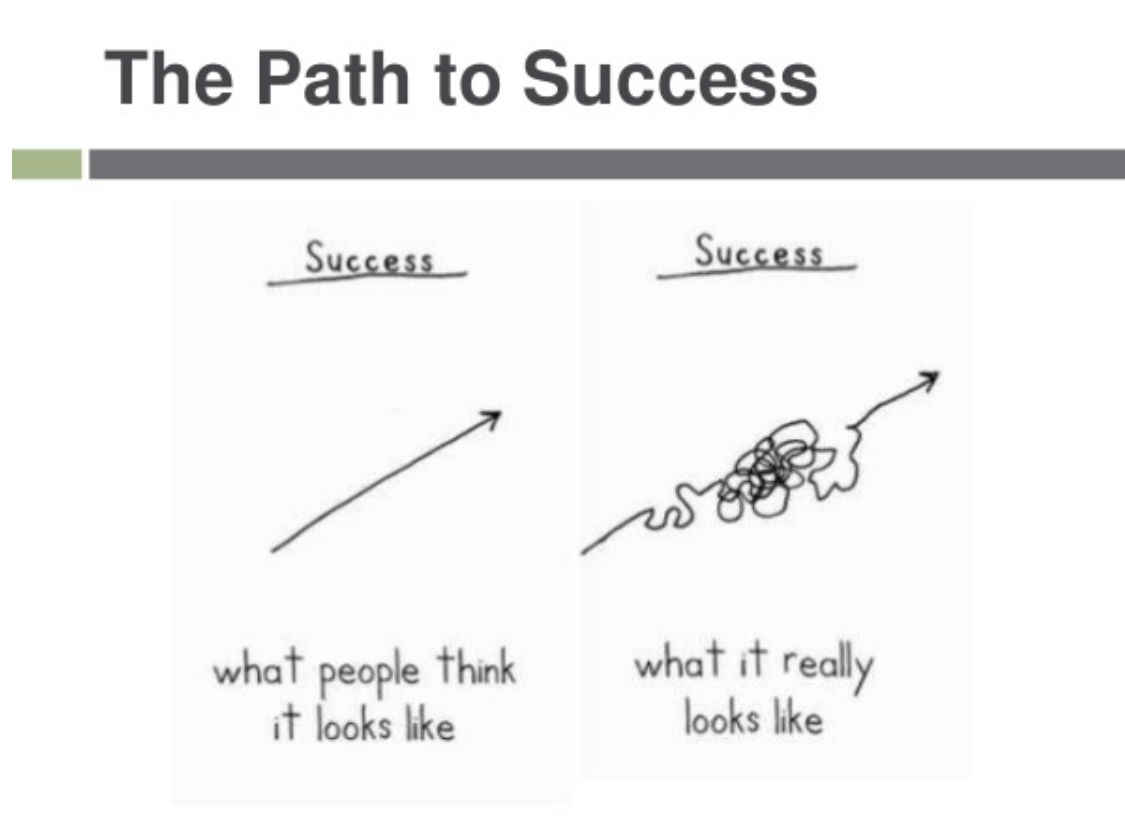 The Path to Success
Success
what people think
it looks like
Success
what it really
looks like